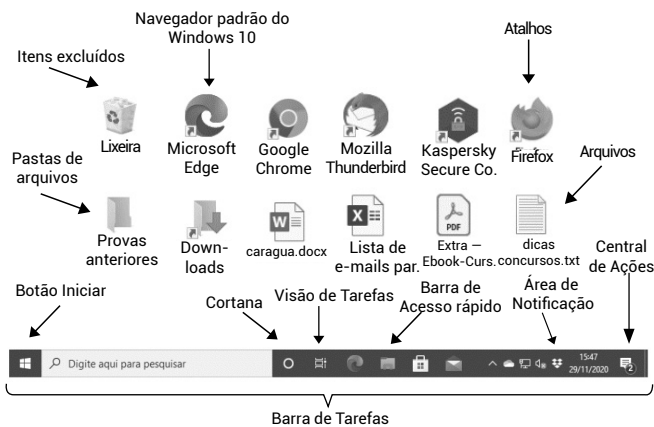 Navegador padrão do
Windows 10
Itens excluídos
Atalhos
Lixeira
Microsoft
Edge
Google
Chrome
Mozilla
Thunderbird
Kaspersky
Secure Co.
Firefox
Pastas de
arquivos
Arquivos
Provas
anteriores
Down-
loads
W
caragua.docx
X
Lista de
e-mails par.
PDF
Extra —
Ebook-Curs.
dicas
concursos.txt
Central
de Ações
Botão Iniciar
Cortana
Visão de Tarefas
Barra de
Acesso rápido
Área de
Notificação
Digite aqui para pesquisar
15:47
29/11/2020
2
Barra de Tarefas